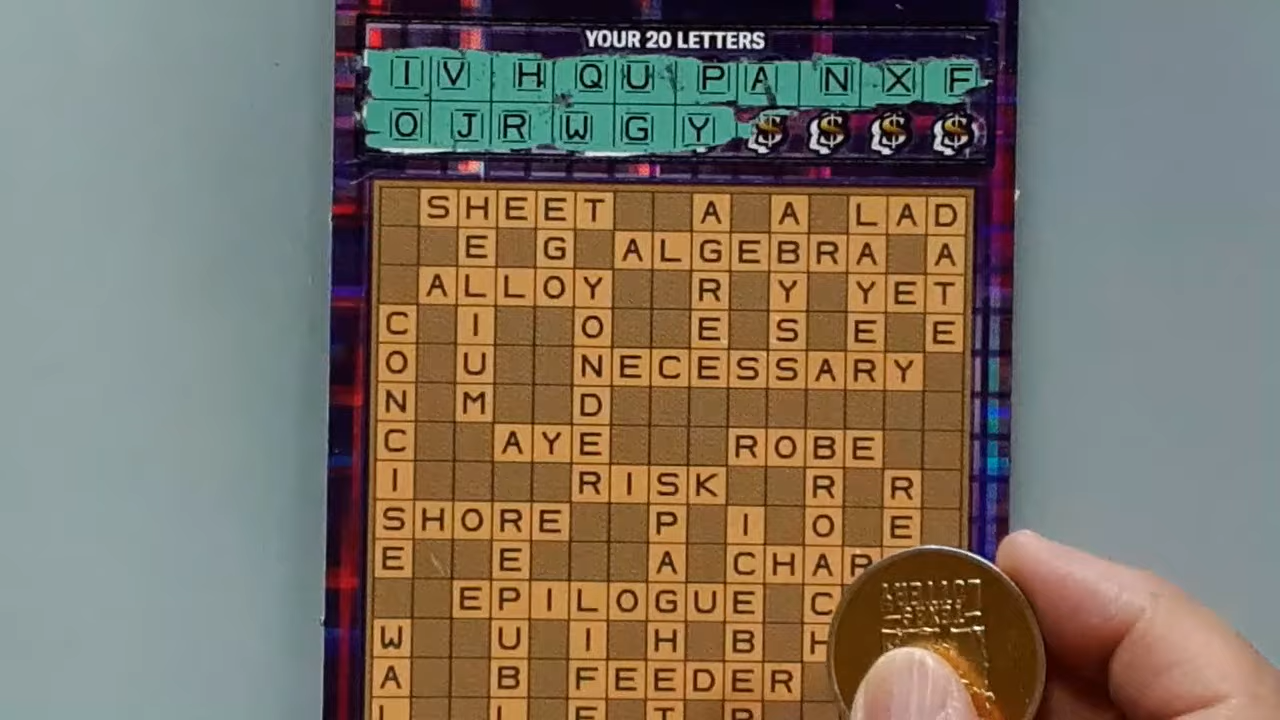 YOUR 20 LETTERS
I V H Q U P A N X F
O J R W G Y $ $ $ $
SHEET A A LAD
E G ALGEBRA A
ALLOY R Y YET
C I O E S E E
O U NECESSARY
N M D
C AYE ROBE
I RISK R R
SHORE P I O E
E E A CHAR
EPILOGUE C
W U I H B H
A B FEEDER